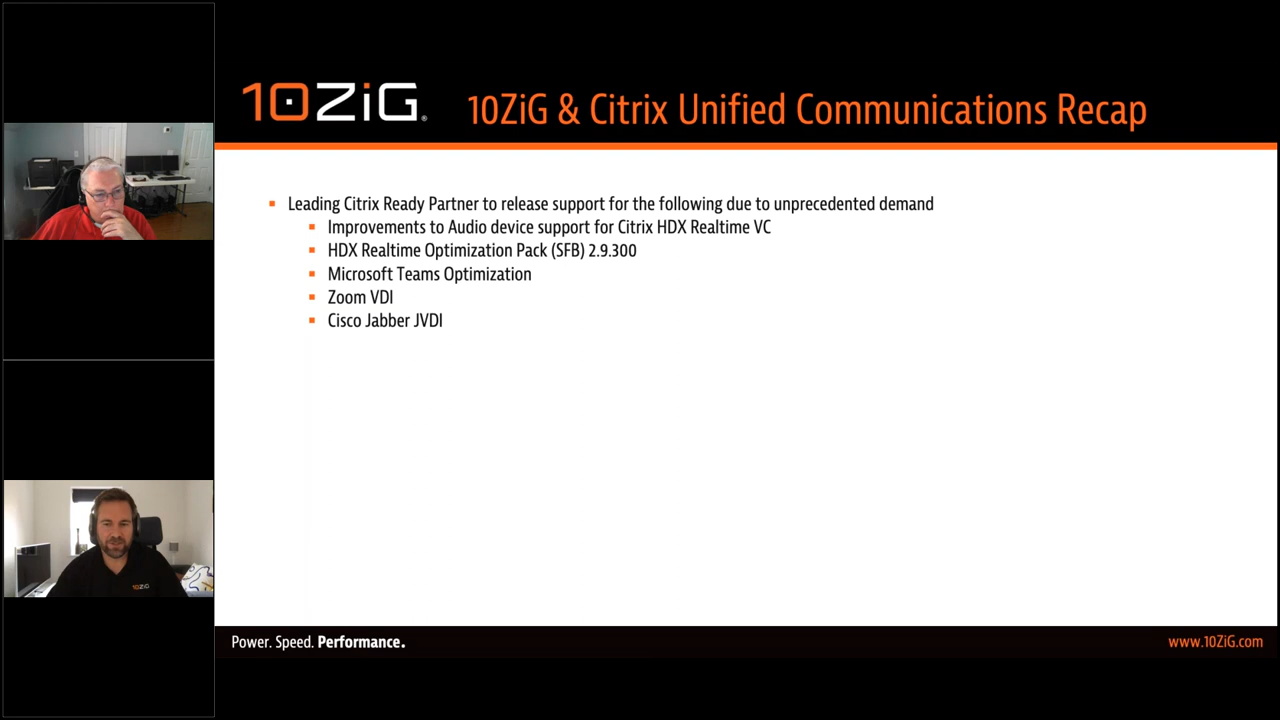 10ZiG®
10ZiG & Citrix Unified Communications Recap
Leading Citrix Ready Partner to release support for the following due to unprecedented demand
Improvements to Audio device support for Citrix HDX Realtime VC
HDX Realtime Optimization Pack (SFB) 2.9.300
Microsoft Teams Optimization
Zoom VDI
Cisco Jabber JVDI
10ZiG
Power. Speed. Performance.
www.10ZiG.com